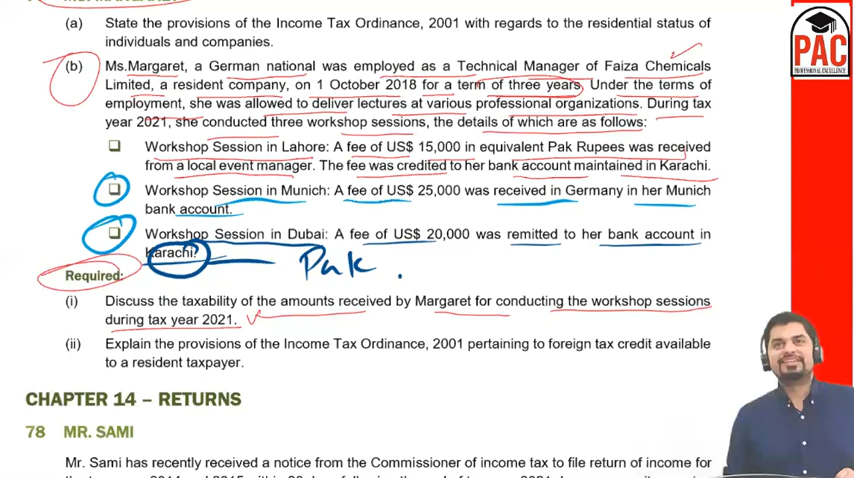 (a) State the provisions of the Income Tax Ordinance, 2001 with regards to the residential status of
individuals and companies.
(b) Ms.Margaret, a German national was employed as a Technical Manager of Faiza Chemicals
Limited, a resident company, on 1 October 2018 for a term of three years. Under the terms of
employment, she was allowed to deliver lectures at various professional organizations. During tax
year 2021, she conducted three workshop sessions, the details of which are as follows:
Workshop Session in Lahore: A fee of US$ 15,000 in equivalent Pak Rupees was received
from a local event manager. The fee was credited to her bank account maintained in Karachi.
Workshop Session in Munich: A fee of US$ 25,000 was received in Germany in her Munich
bank account.
Workshop Session in Dubai: A fee of US$ 20,000 was remitted to her bank account in
Karachi?
Pak
Required:
(i) Discuss the taxability of the amounts received by Margaret for conducting the workshop sessions
during tax year 2021.
(ii) Explain the provisions of the Income Tax Ordinance, 2001 pertaining to foreign tax credit available
to a resident taxpayer.
CHAPTER 14 – RETURNS
78 MR. SAMI
Mr. Sami has recently received a notice from the Commissioner of income tax to file return of income for
PAC
PROFESSIONALS' ACADEMY OF COMMERCE